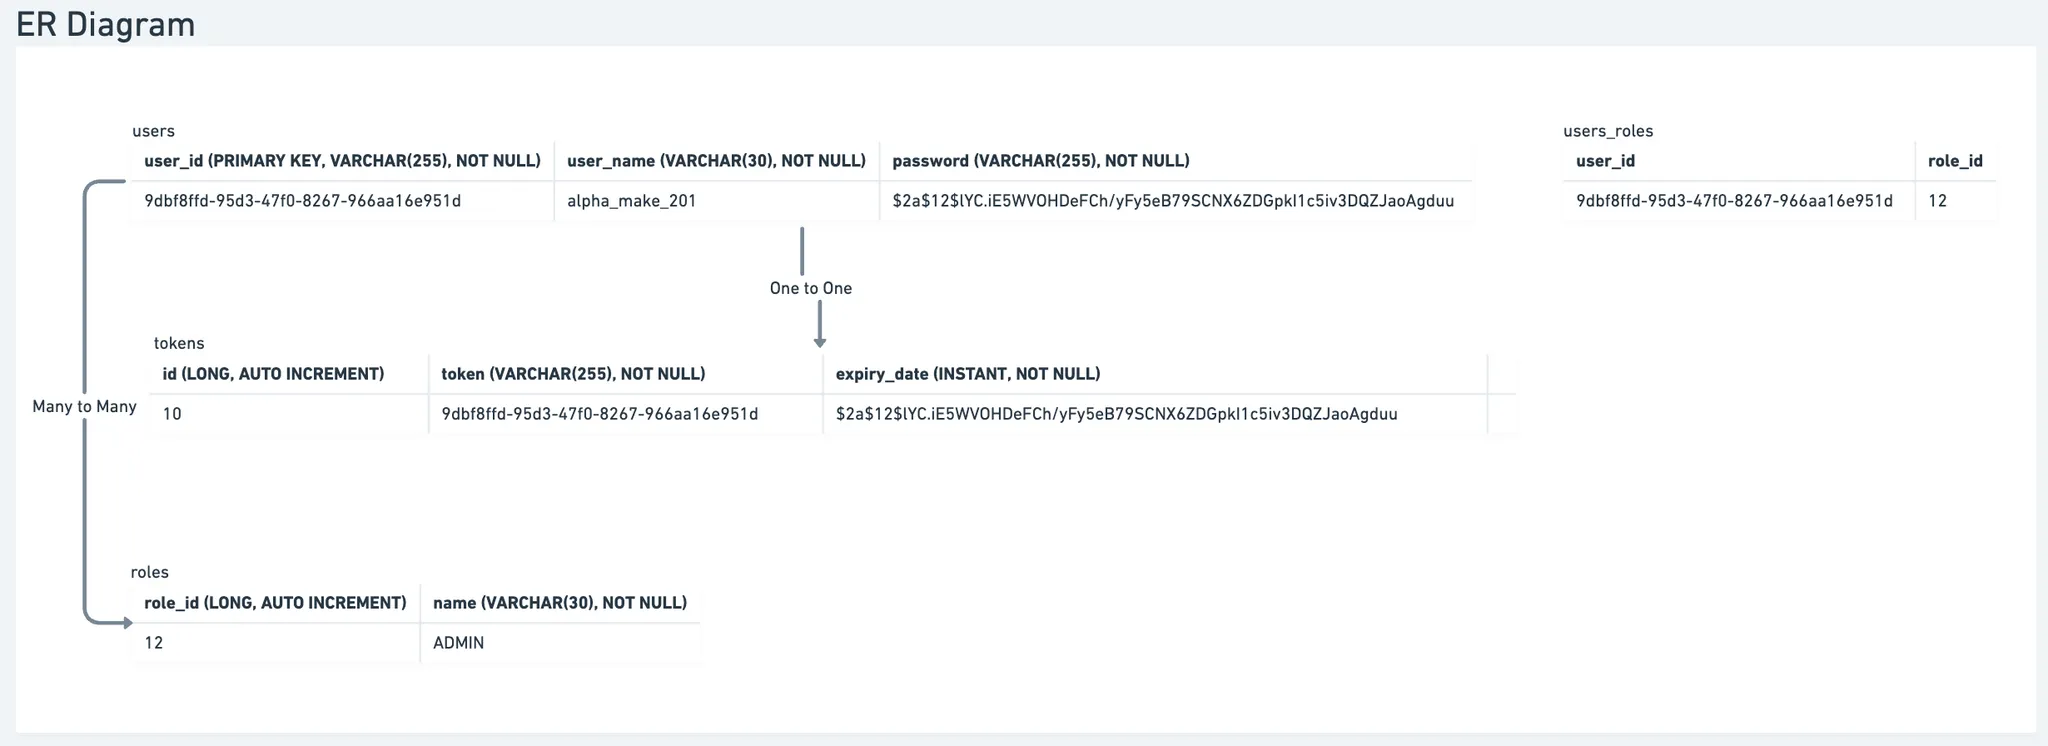 ER Diagram
users
user_id (PRIMARY KEY, VARCHAR(255), NOT NULL) user_name (VARCHAR(30), NOT NULL) password (VARCHAR(255), NOT NULL)
9dbf8ffd-95d3-47f0-8267-966aa16e951d alpha_make_201 $2a$12$lYC.iE5WVOHDeFCh/yFy5eB79SCNX6ZDGpkI1c5iv3DQZJaoAgduu
users_roles
user_id role_id
9dbf8ffd-95d3-47f0-8267-966aa16e951d 12
One to One
tokens
id (LONG, AUTO INCREMENT) token (VARCHAR(255), NOT NULL) expiry_date (INSTANT, NOT NULL)
10 9dbf8ffd-95d3-47f0-8267-966aa16e951d $2a$12$lYC.iE5WVOHDeFCh/yFy5eB79SCNX6ZDGpkI1c5iv3DQZJaoAgduu
Many to Many
roles
role_id (LONG, AUTO INCREMENT) name (VARCHAR(30), NOT NULL)
12 ADMIN